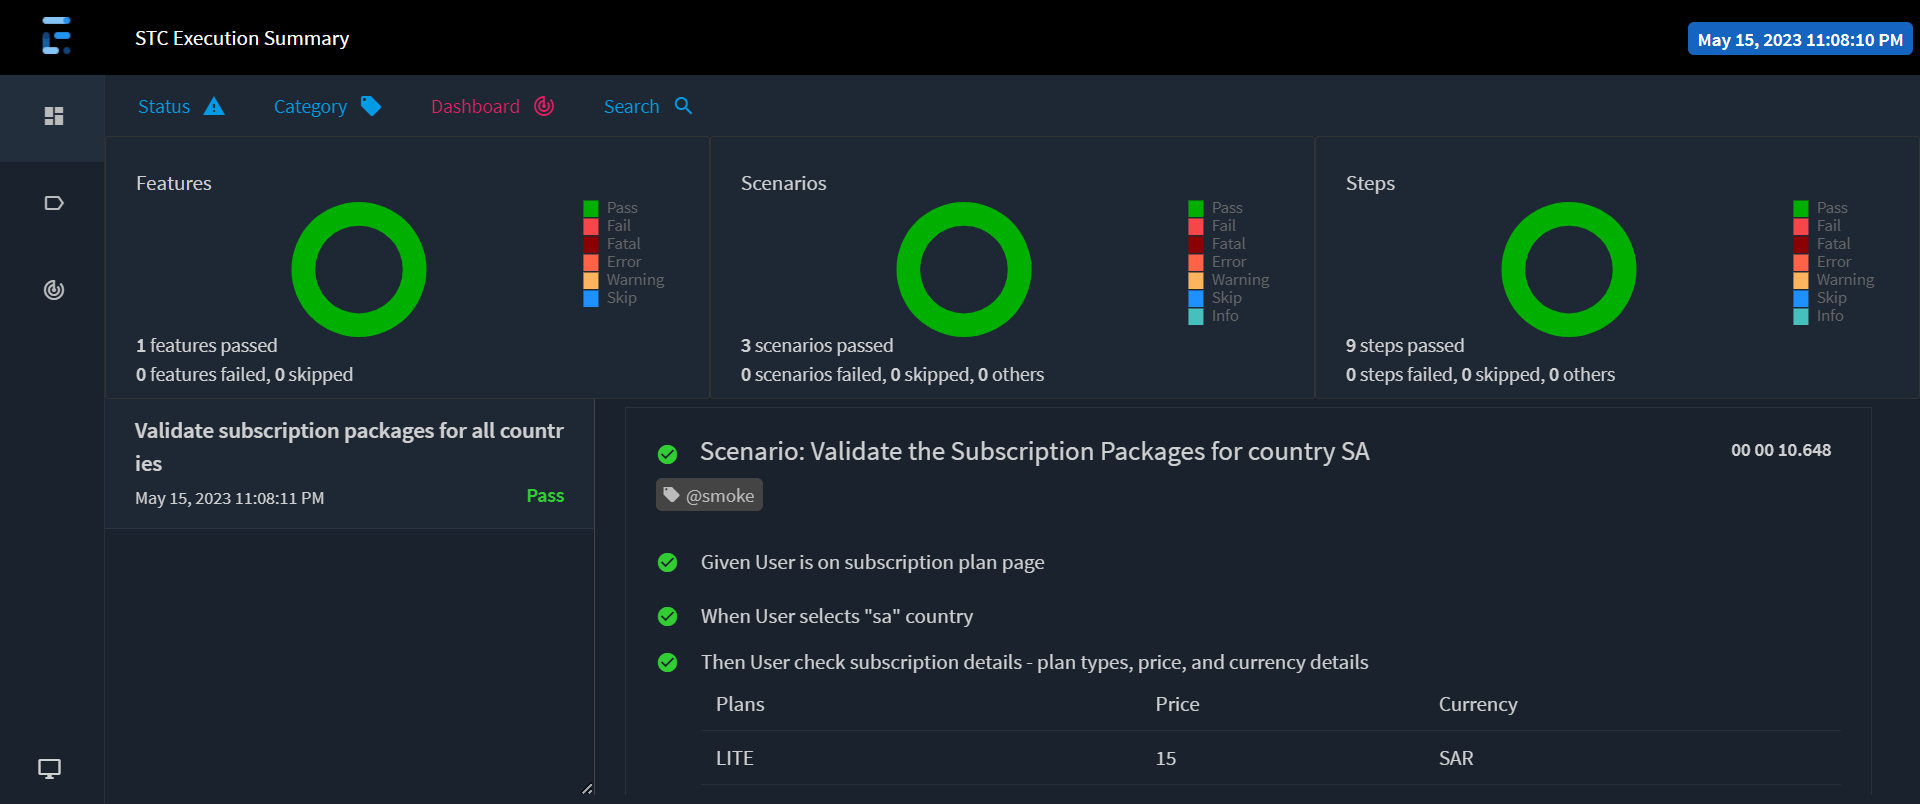 STC Execution Summary
May 15, 2023 11:08:10 PM
Status
Category
Dashboard
Search
Features
Pass
Fail
Fatal
Error
Warning
Skip
1 features passed
0 features failed, 0 skipped
Scenarios
Pass
Fail
Fatal
Error
Warning
Skip
Info
3 scenarios passed
0 scenarios failed, 0 skipped, 0 others
Steps
Pass
Fail
Fatal
Error
Warning
Skip
Info
9 steps passed
0 steps failed, 0 skipped, 0 others
Validate subscription packages for all countr
ies
May 15, 2023 11:08:11 PM
Pass
Scenario: Validate the Subscription Packages for country SA
00 00 10.648
@smoke
Given User is on subscription plan page
When User selects "sa" country
Then User check subscription details - plan types, price, and currency details
Plans Price Currency
LITE 15 SAR